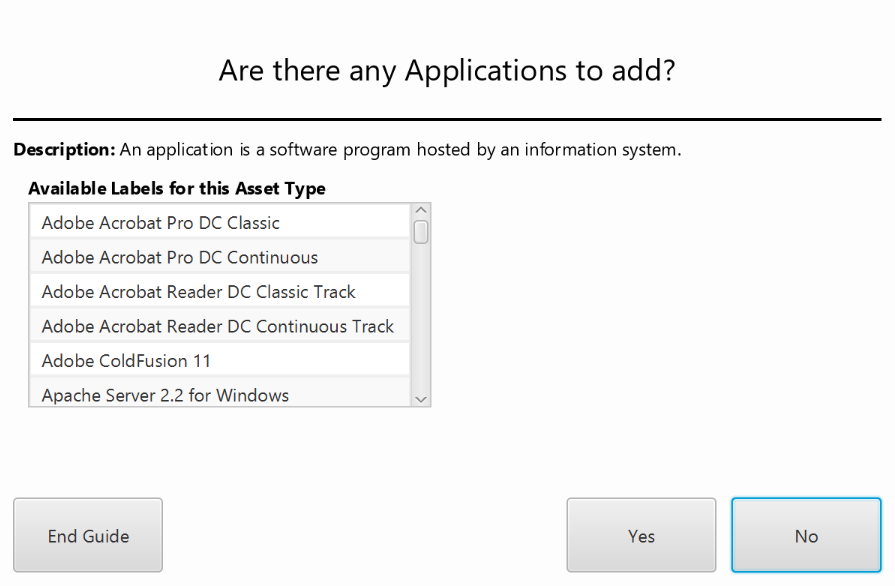 Are there any Applications to add?
Description: An application is a software program hosted by an information system.
Available Labels for this Asset Type
Adobe Acrobat Pro DC Classic
Adobe Acrobat Pro DC Continuous
Adobe Acrobat Reader DC Classic Track
Adobe Acrobat Reader DC Continuous Track
Adobe ColdFusion 11
Apache Server 2.2 for Windows
End Guide
Yes
No